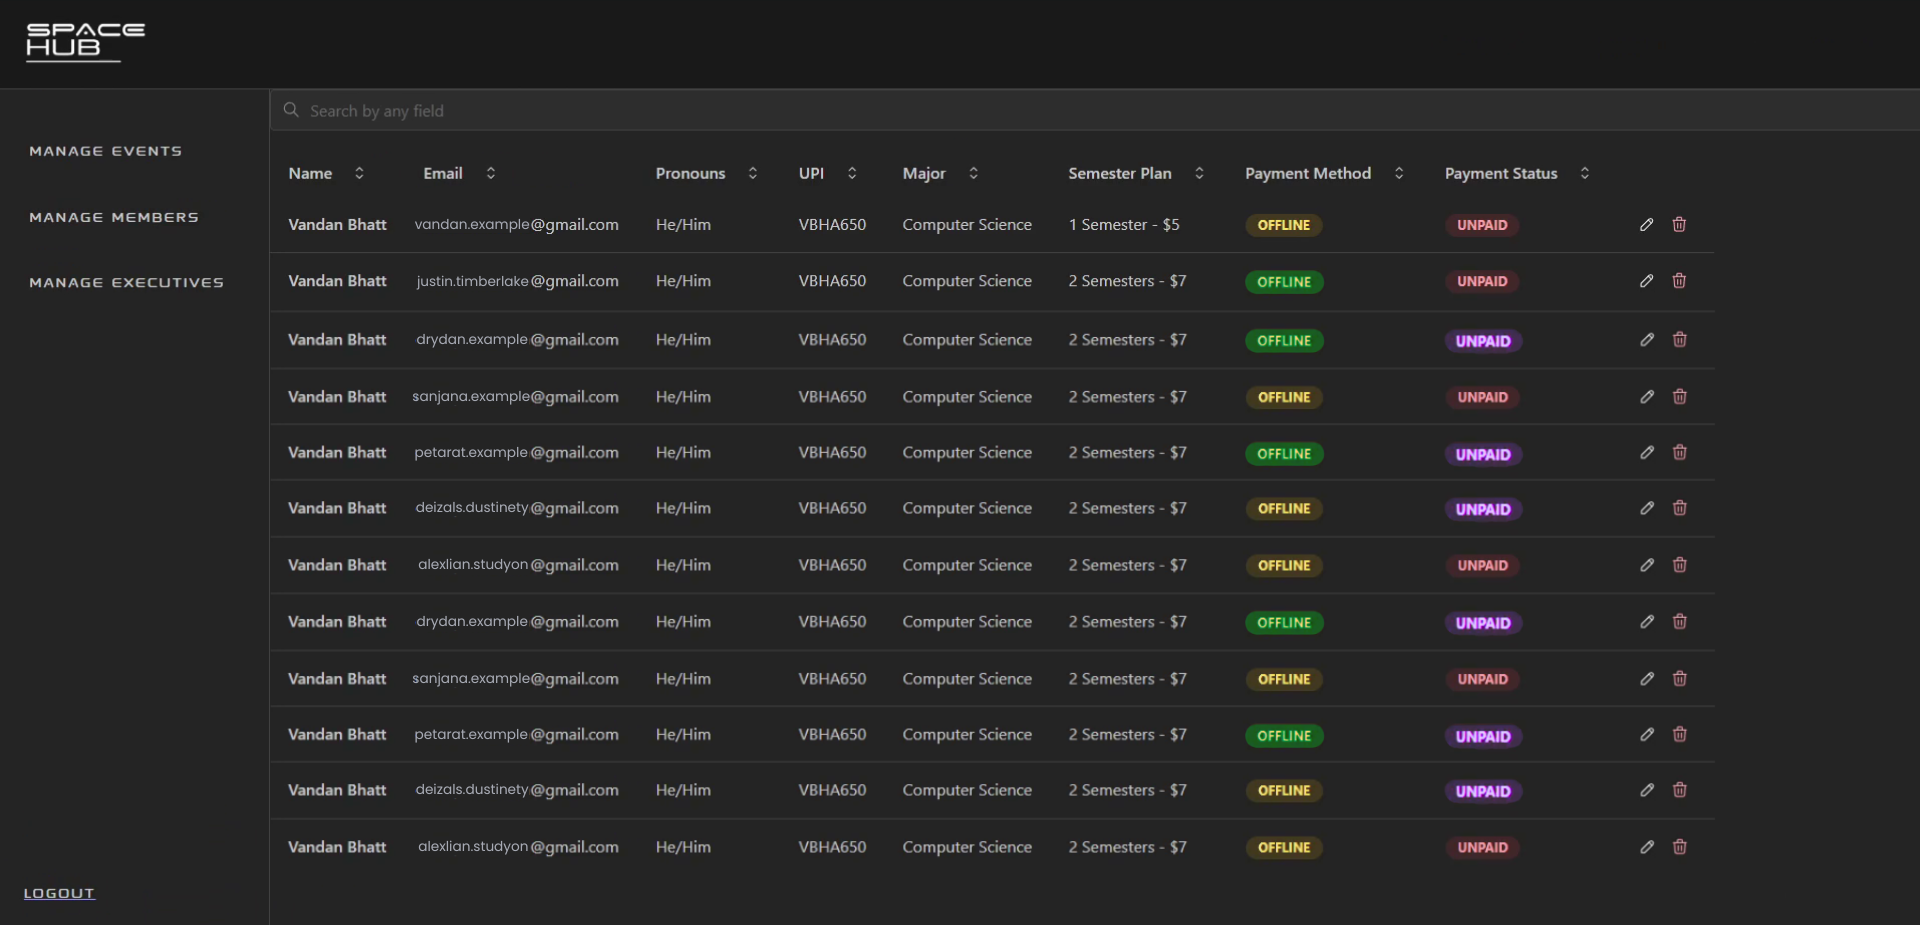 SPACE
HUB
Search by any field
MANAGE EVENTS
MANAGE MEMBERS
MANAGE EXECUTIVES
LOGOUT
Name Email Pronouns UPI Major Semester Plan Payment Method Payment Status
Vandan Bhatt vandan.example@gmail.com He/Him VBHA650 Computer Science 1 Semester - $5 OFFLINE UNPAID
Vandan Bhatt justin.timberlake@gmail.com He/Him VBHA650 Computer Science 2 Semesters - $7 OFFLINE UNPAID
Vandan Bhatt drydan.example@gmail.com He/Him VBHA650 Computer Science 2 Semesters - $7 OFFLINE UNPAID
Vandan Bhatt sanjana.example@gmail.com He/Him VBHA650 Computer Science 2 Semesters - $7 OFFLINE UNPAID
Vandan Bhatt petarat.example@gmail.com He/Him VBHA650 Computer Science 2 Semesters - $7 OFFLINE UNPAID
Vandan Bhatt deizals.dustinety@gmail.com He/Him VBHA650 Computer Science 2 Semesters - $7 OFFLINE UNPAID
Vandan Bhatt alexlian.studyon@gmail.com He/Him VBHA650 Computer Science 2 Semesters - $7 OFFLINE UNPAID
Vandan Bhatt drydan.example@gmail.com He/Him VBHA650 Computer Science 2 Semesters - $7 OFFLINE UNPAID
Vandan Bhatt sanjana.example@gmail.com He/Him VBHA650 Computer Science 2 Semesters - $7 OFFLINE UNPAID
Vandan Bhatt petarat.example@gmail.com He/Him VBHA650 Computer Science 2 Semesters - $7 OFFLINE UNPAID
Vandan Bhatt deizals.dustinety@gmail.com He/Him VBHA650 Computer Science 2 Semesters - $7 OFFLINE UNPAID
Vandan Bhatt alexlian.studyon@gmail.com He/Him VBHA650 Computer Science 2 Semesters - $7 OFFLINE UNPAID